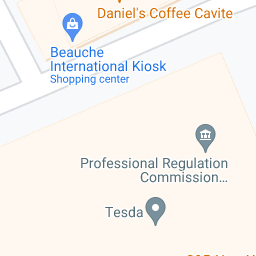 Daniel's Coffee Cavite
Beauche
International Kiosk
Shopping center
Professional Regulation
Commission...
Tesda